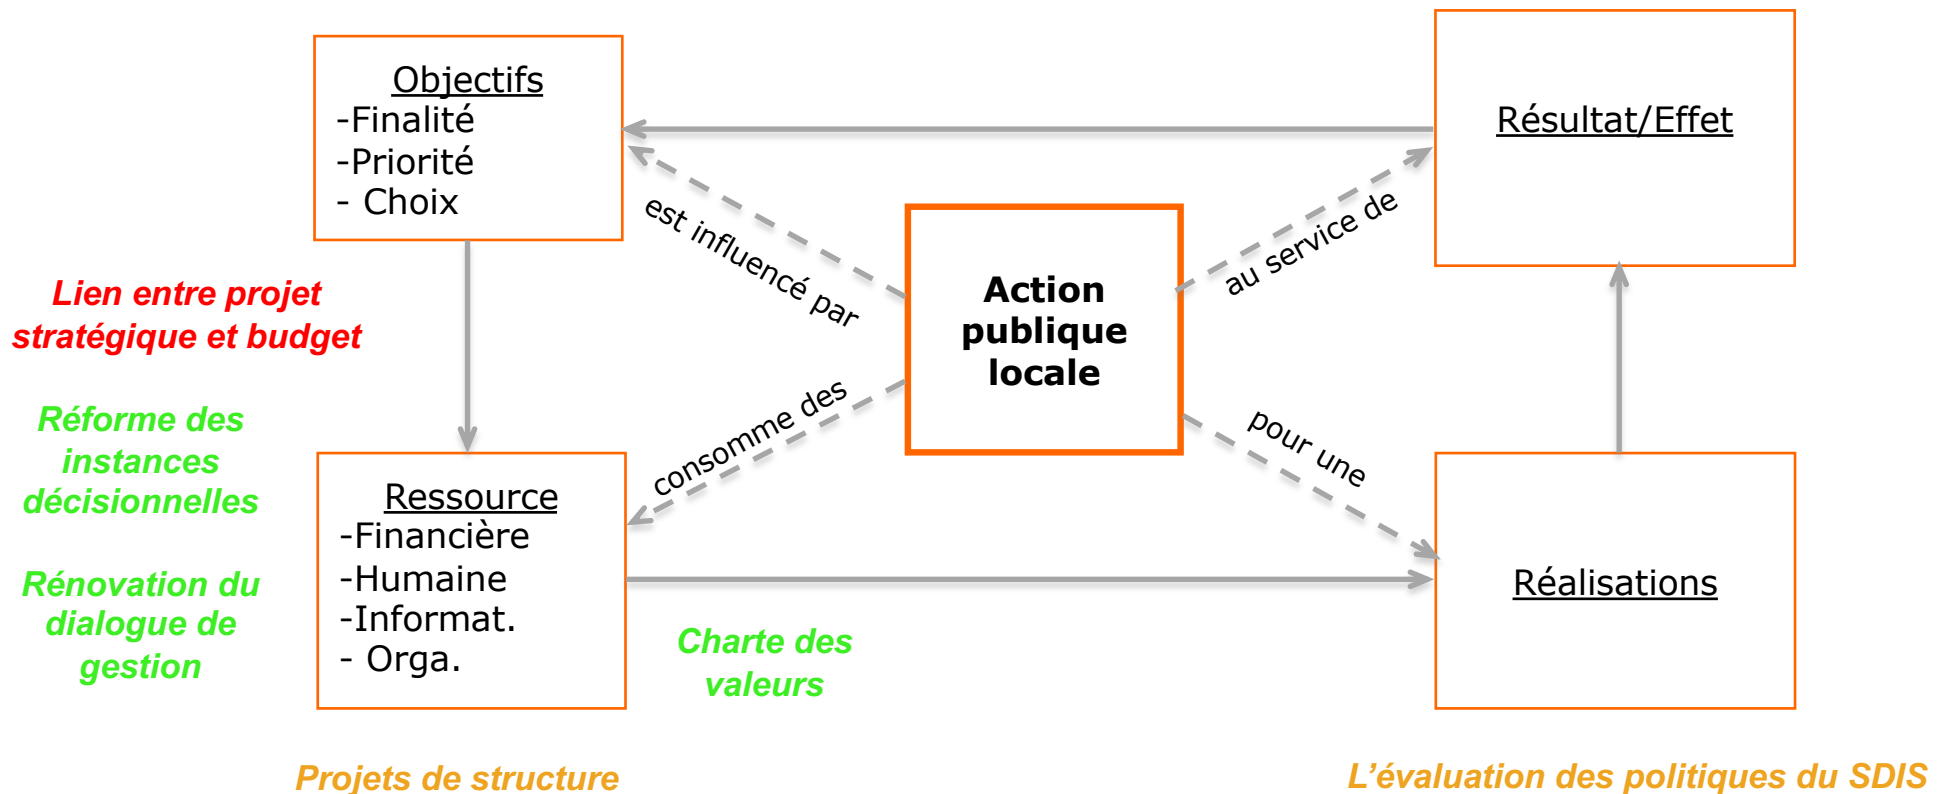 Objectifs
-Finalité
-Priorité
- Choix
Résultat/Effet
est influencé par
au service de
Action
publique
locale
Lien entre projet
stratégique et budget
Réforme des
instances
décisionnelles
Rénovation du
dialogue de
gestion
consomme des
pour une
Ressource
-Financière
-Humaine
-Informat.
- Orga.
Réalisations
Charte des
valeurs
Projets de structure
L’évaluation des politiques du SDIS